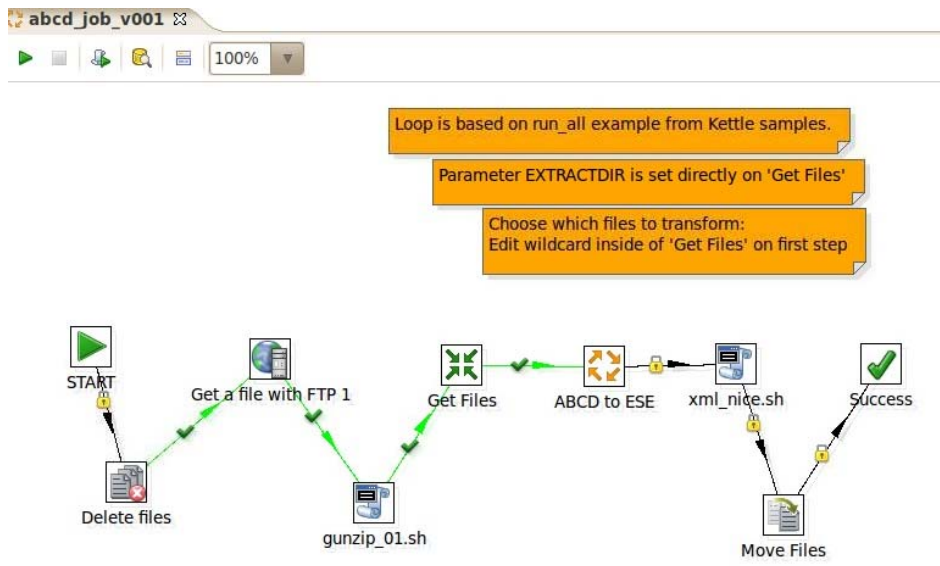 abcd_job_v001
100%
Loop is based on run_all example from Kettle samples.
Parameter EXTRACTDIR is set directly on 'Get Files'
Choose which files to transform:
Edit wildcard inside of 'Get Files' on first step
START
Get a file with FTP 1
Get Files
ABCD to ESE
xml_nice.sh
Success
Delete files
gunzip_01.sh
Move Files